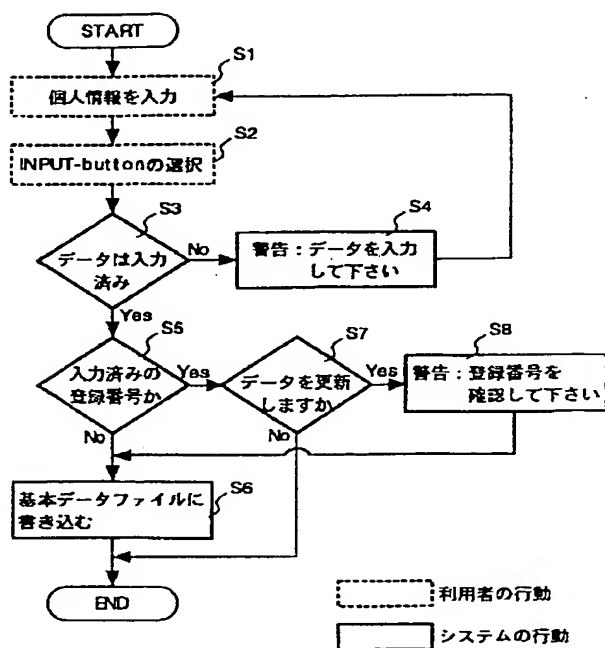 START
S1
個人情報を入力
S2
INPUT-buttonの選択
S3
データは入力
済み
No
S4
警告：データを入力
して下さい
Yes
S5
入力済みの
登録番号か
Yes
S7
データを更新
しますか
Yes
S8
警告：登録番号を
確認して下さい
No
No
S6
基本データファイルに
書き込む
END
利用者の行動
システムの行動